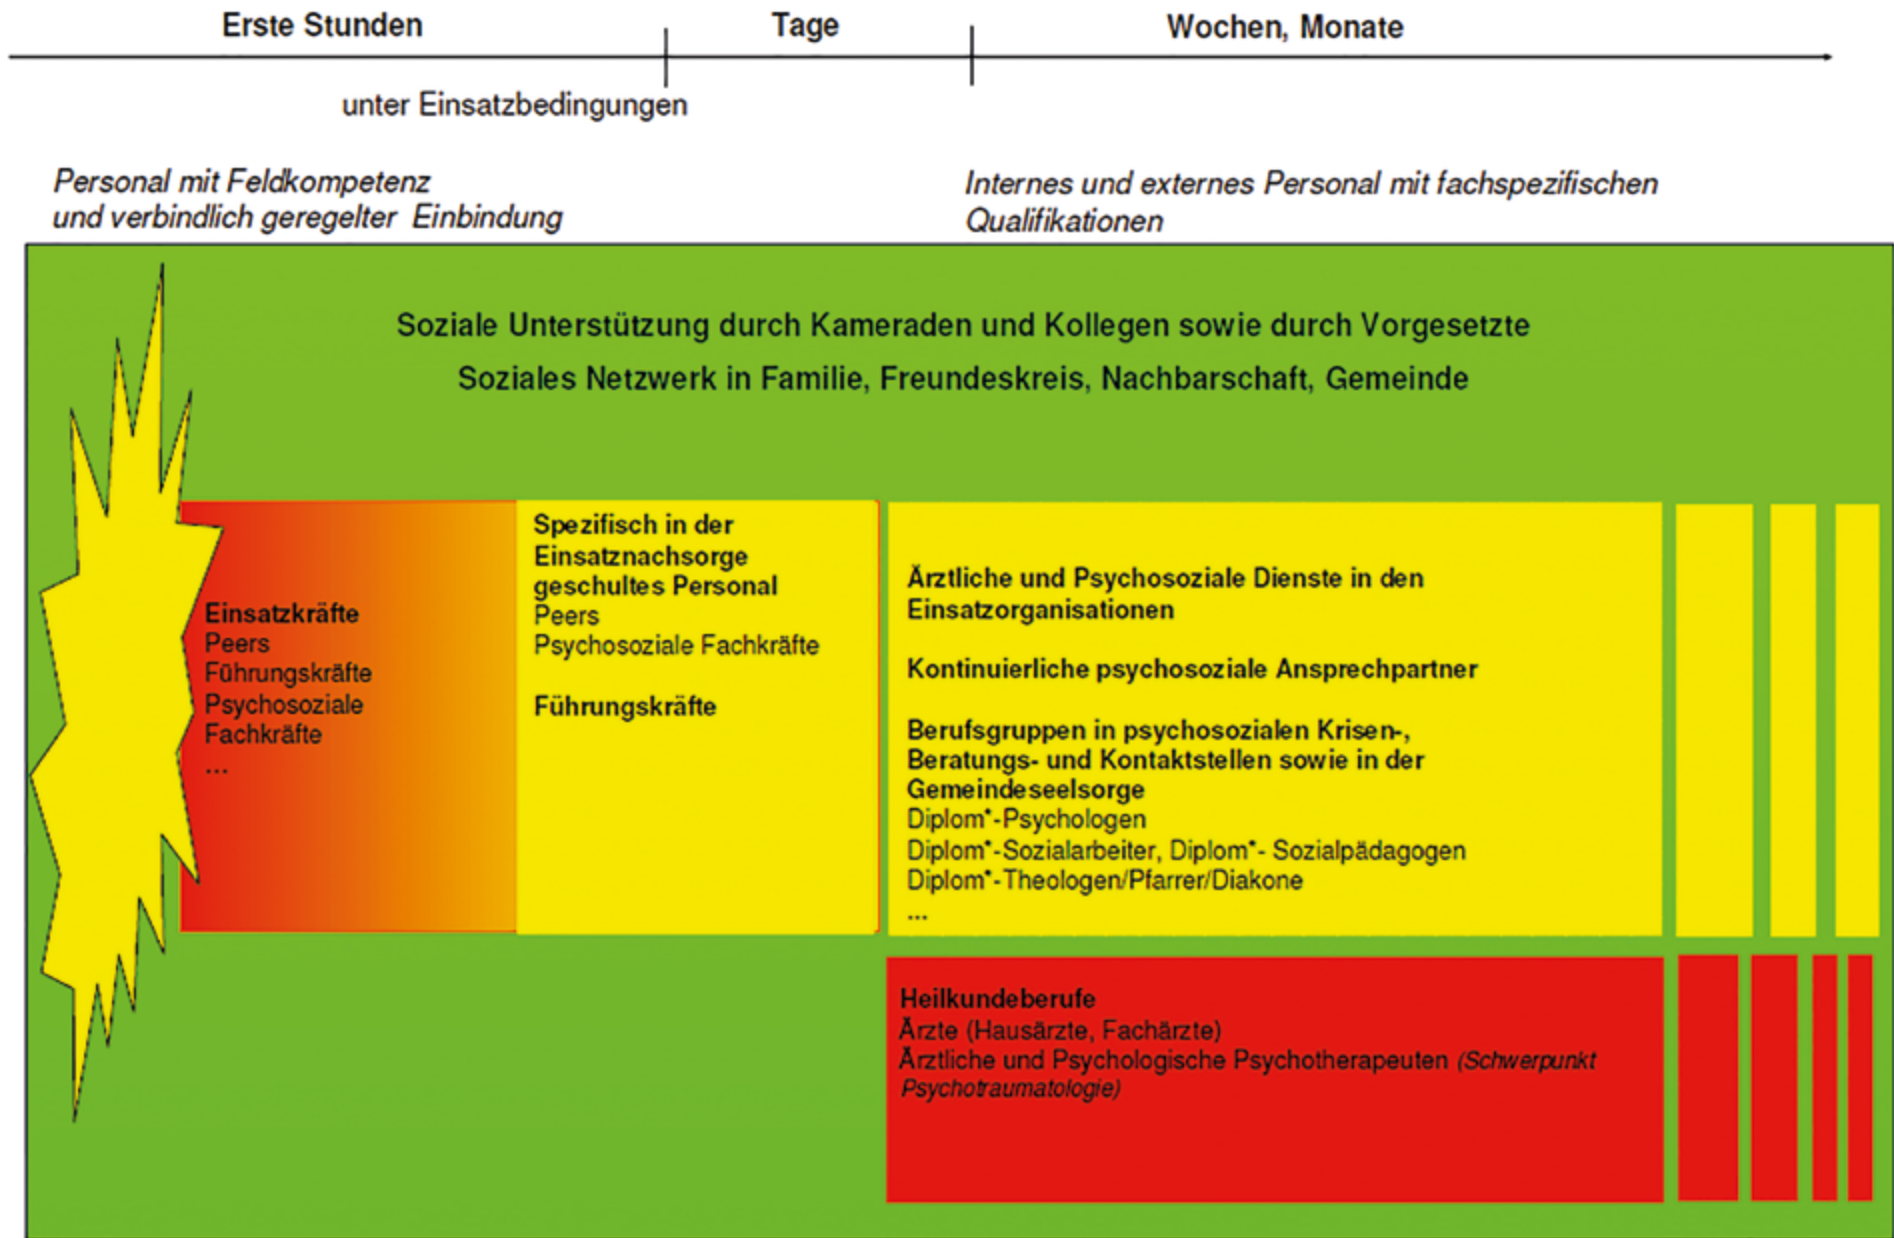 Erste Stunden
Tage
Wochen, Monate
unter Einsatzbedingungen
Personal mit Feldkompetenz
und verbindlich geregelter Einbindung
Internes und externes Personal mit fachspezifischen
Qualifikationen
Soziale Unterstützung durch Kameraden und Kollegen sowie durch Vorgesetzte
Soziales Netzwerk in Familie, Freundeskreis, Nachbarschaft, Gemeinde
Einsatzkräfte
Peers
Führungskräfte
Psychosoziale
Fachkräfte
...
Spezifisch in der
Einsatznachsorge
geschultes Personal
Peers
Psychosoziale Fachkräfte
Führungskräfte
Ärztliche und Psychosoziale Dienste in den
Einsatzorganisationen
Kontinuierliche psychosoziale Ansprechpartner
Berufsgruppen in psychosozialen Krisen-,
Beratungs- und Kontaktstellen sowie in der
Gemeindeseelsorge
Diplom*-Psychologen
Diplom*-Sozialarbeiter, Diplom*- Sozialpädagogen
Diplom*-Theologen/Pfarrer/Diakone
...
Heilkundeberufe
Ärzte (Hausärzte, Fachärzte)
Ärztliche und Psychologische Psychotherapeuten (Schwerpunkt
Psychotraumatologie)